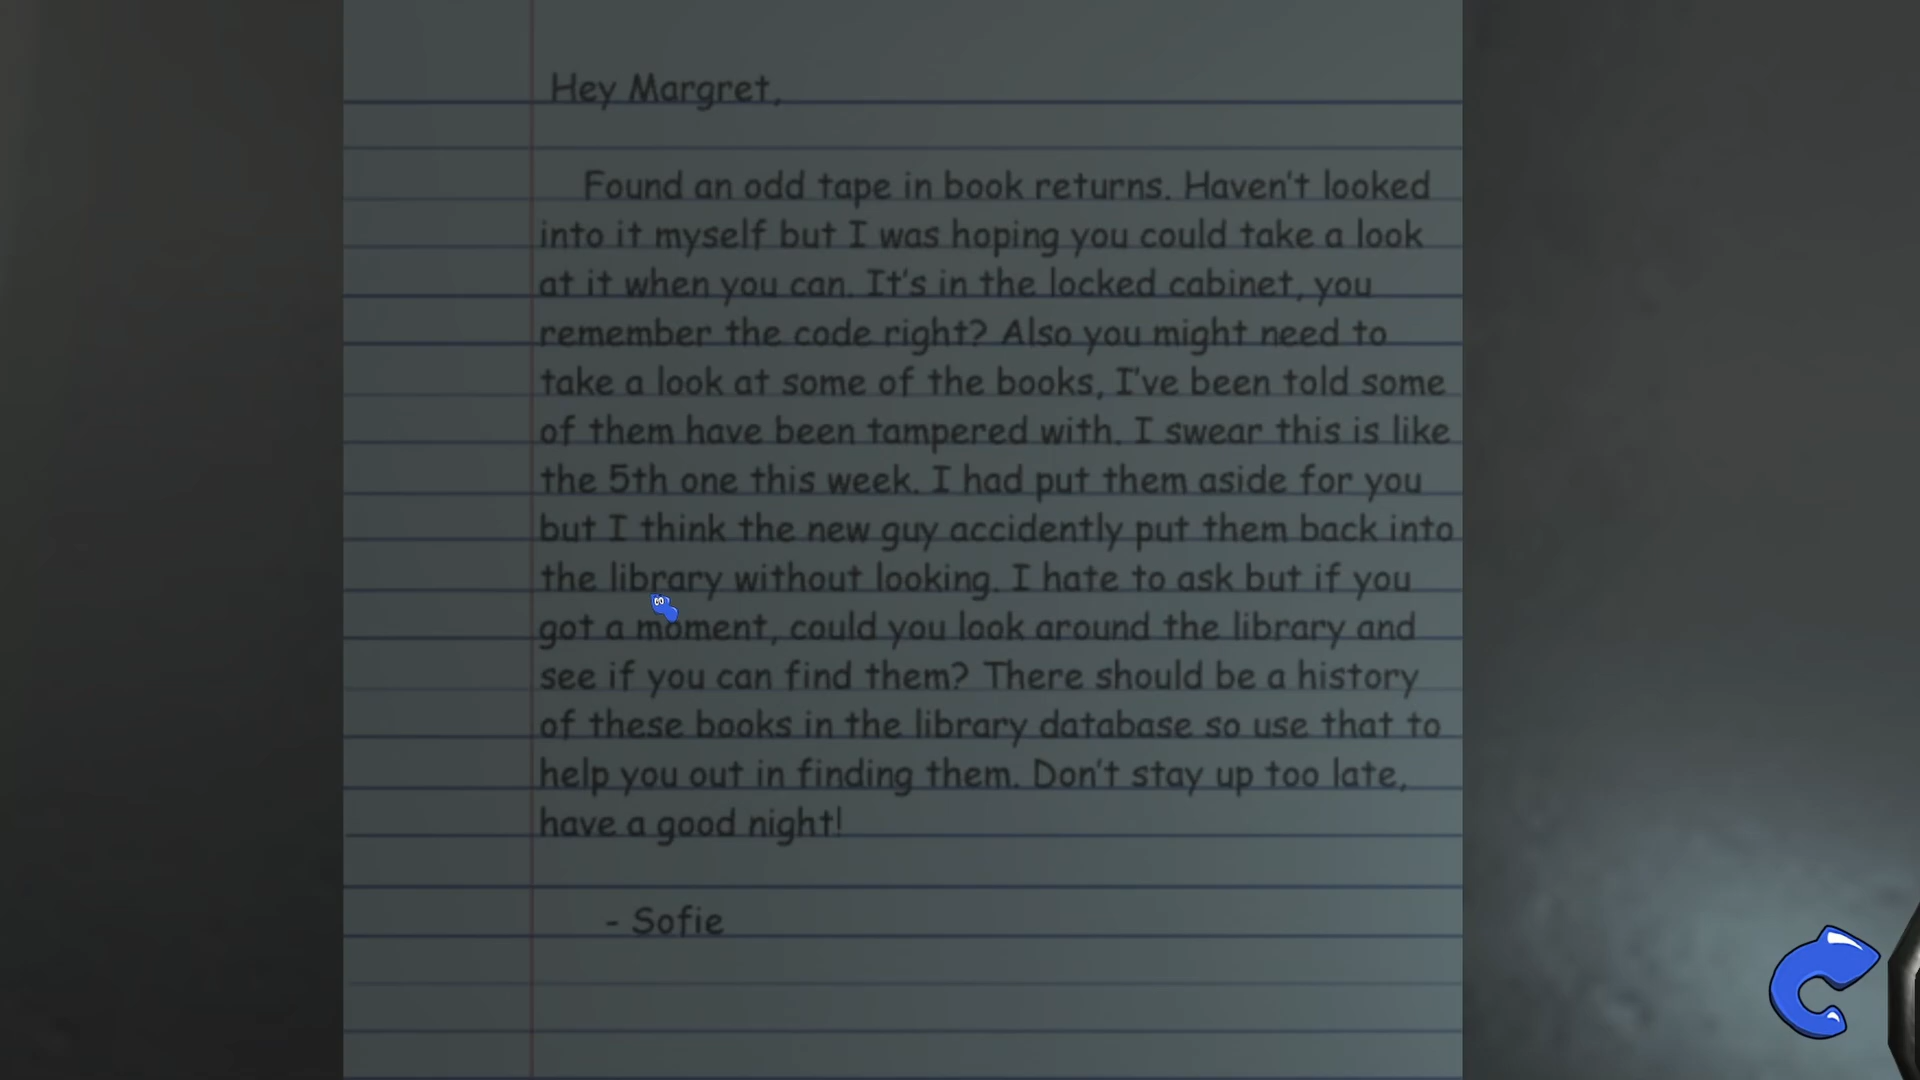 Hey Margret,
Found an odd tape in book returns. Haven't looked
into it myself but I was hoping you could take a look
at it when you can. It's in the locked cabinet, you
remember the code right? Also you might need to
take a look at some of the books, I've been told some
of them have been tampered with. I swear this is like
the 5th one this week. I had put them aside for you
but I think the new guy accidently put them back into
the library without looking. I hate to ask but if you
got a moment, could you look around the library and
see if you can find them? There should be a history
of these books in the library database so use that to
help you out in finding them. Don't stay up too late,
have a good night!
- Sofie